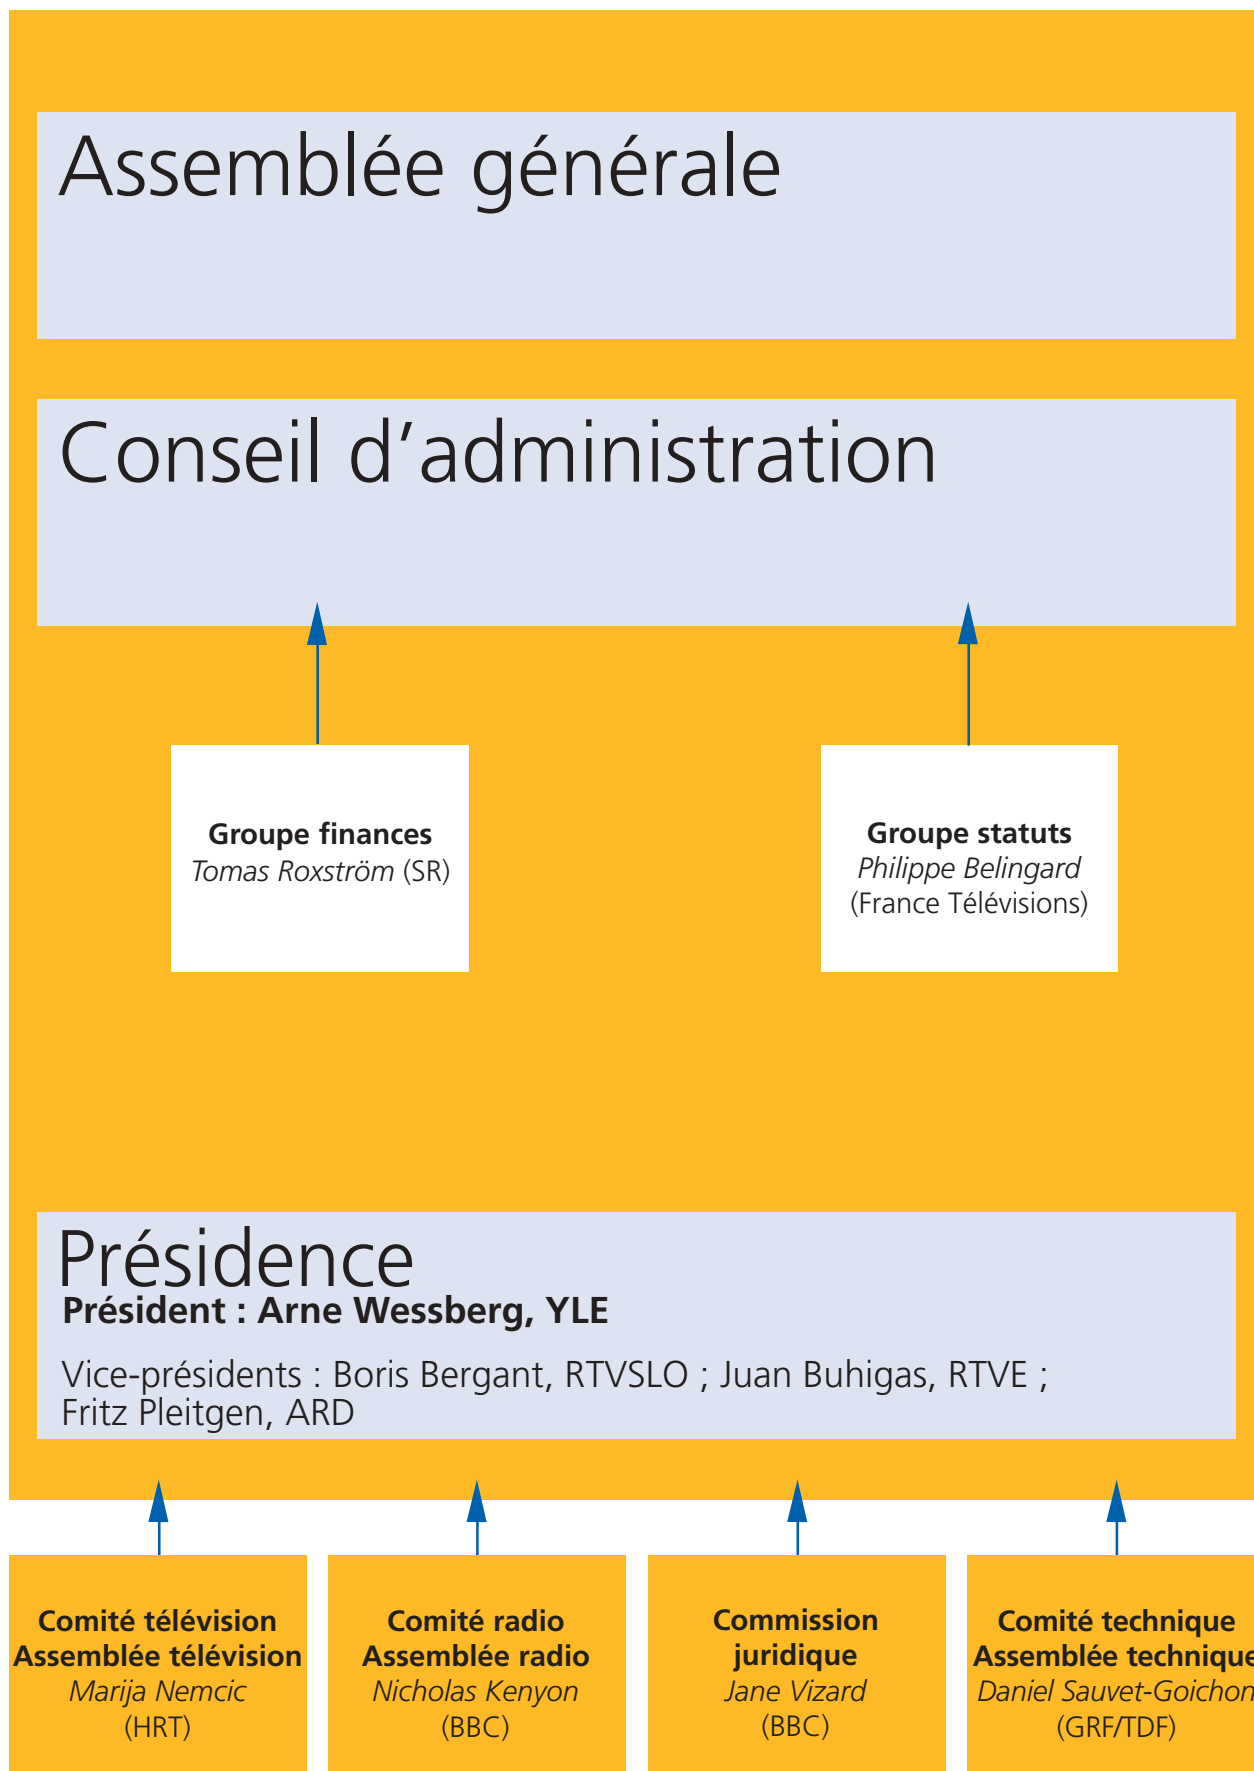 Assemblée générale
Conseil d’administration
Groupe finances
Tomas Roxström (SR)
Groupe statuts
Philippe Belingard
(France Télévisions)
Présidence
Président : Arne Wessberg, YLE
Vice-présidents : Boris Bergant, RTVSLO ; Juan Buhigas, RTVE ;
Fritz Pleitgen, ARD
Comité télévision
Assemblée télévision
Marija Nemcic
(HRT)
Comité radio
Assemblée radio
Nicholas Kenyon
(BBC)
Commission
juridique
Jane Vizard
(BBC)
Comité technique
Assemblée technique
Daniel Sauvet-Goichon
(GRF/TDF)